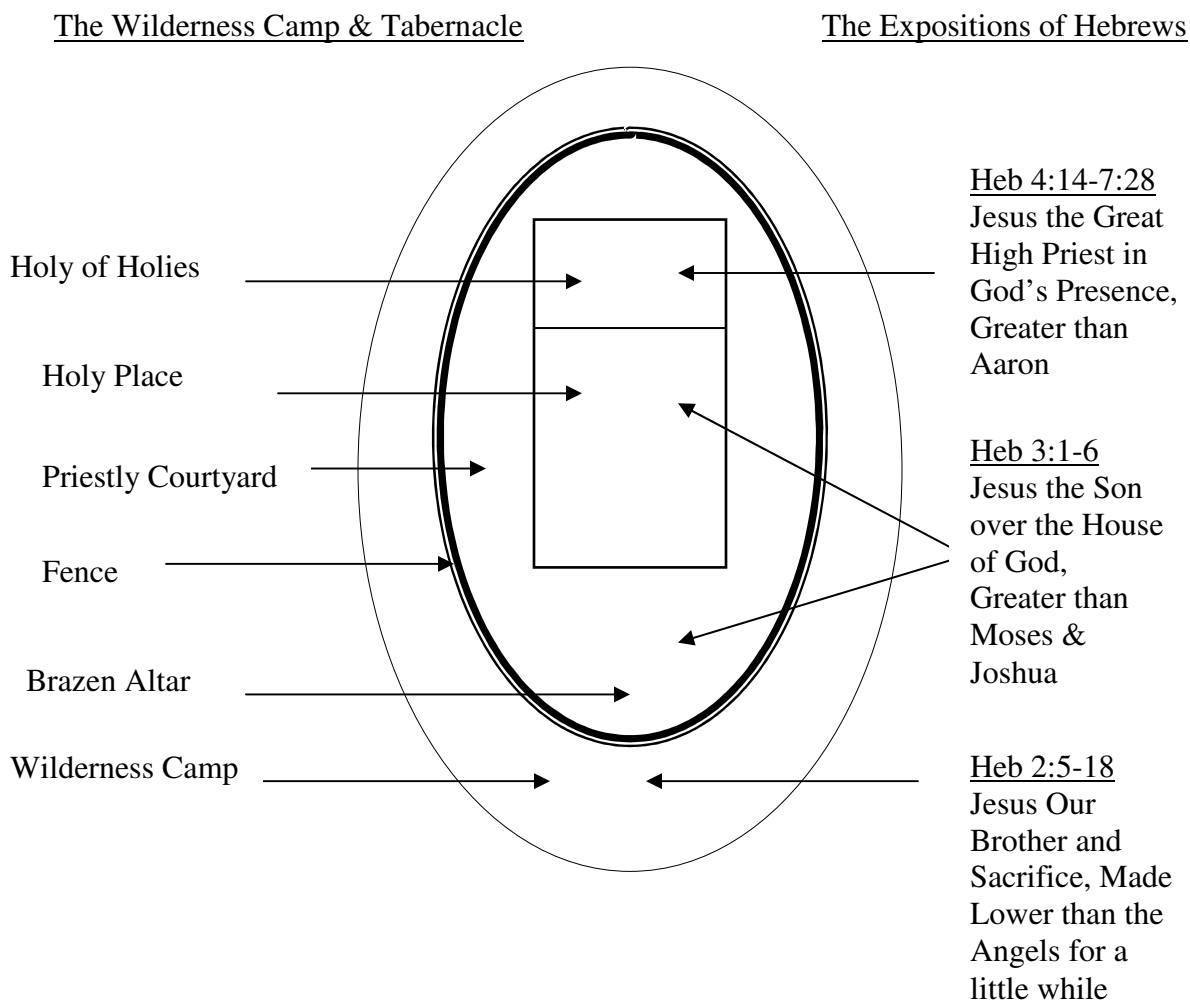 The Wilderness Camp & Tabernacle
The Expositions of Hebrews
Holy of Holies
Holy Place
Priestly Courtyard
Fence
Brazen Altar
Wilderness Camp
Heb 4:14-7:28
Jesus the Great
High Priest in
God’s Presence,
Greater than
Aaron
Heb 3:1-6
Jesus the Son
over the House
of God,
Greater than
Moses &
Joshua
Heb 2:5-18
Jesus Our
Brother and
Sacrifice, Made
Lower than the
Angels for a
little while